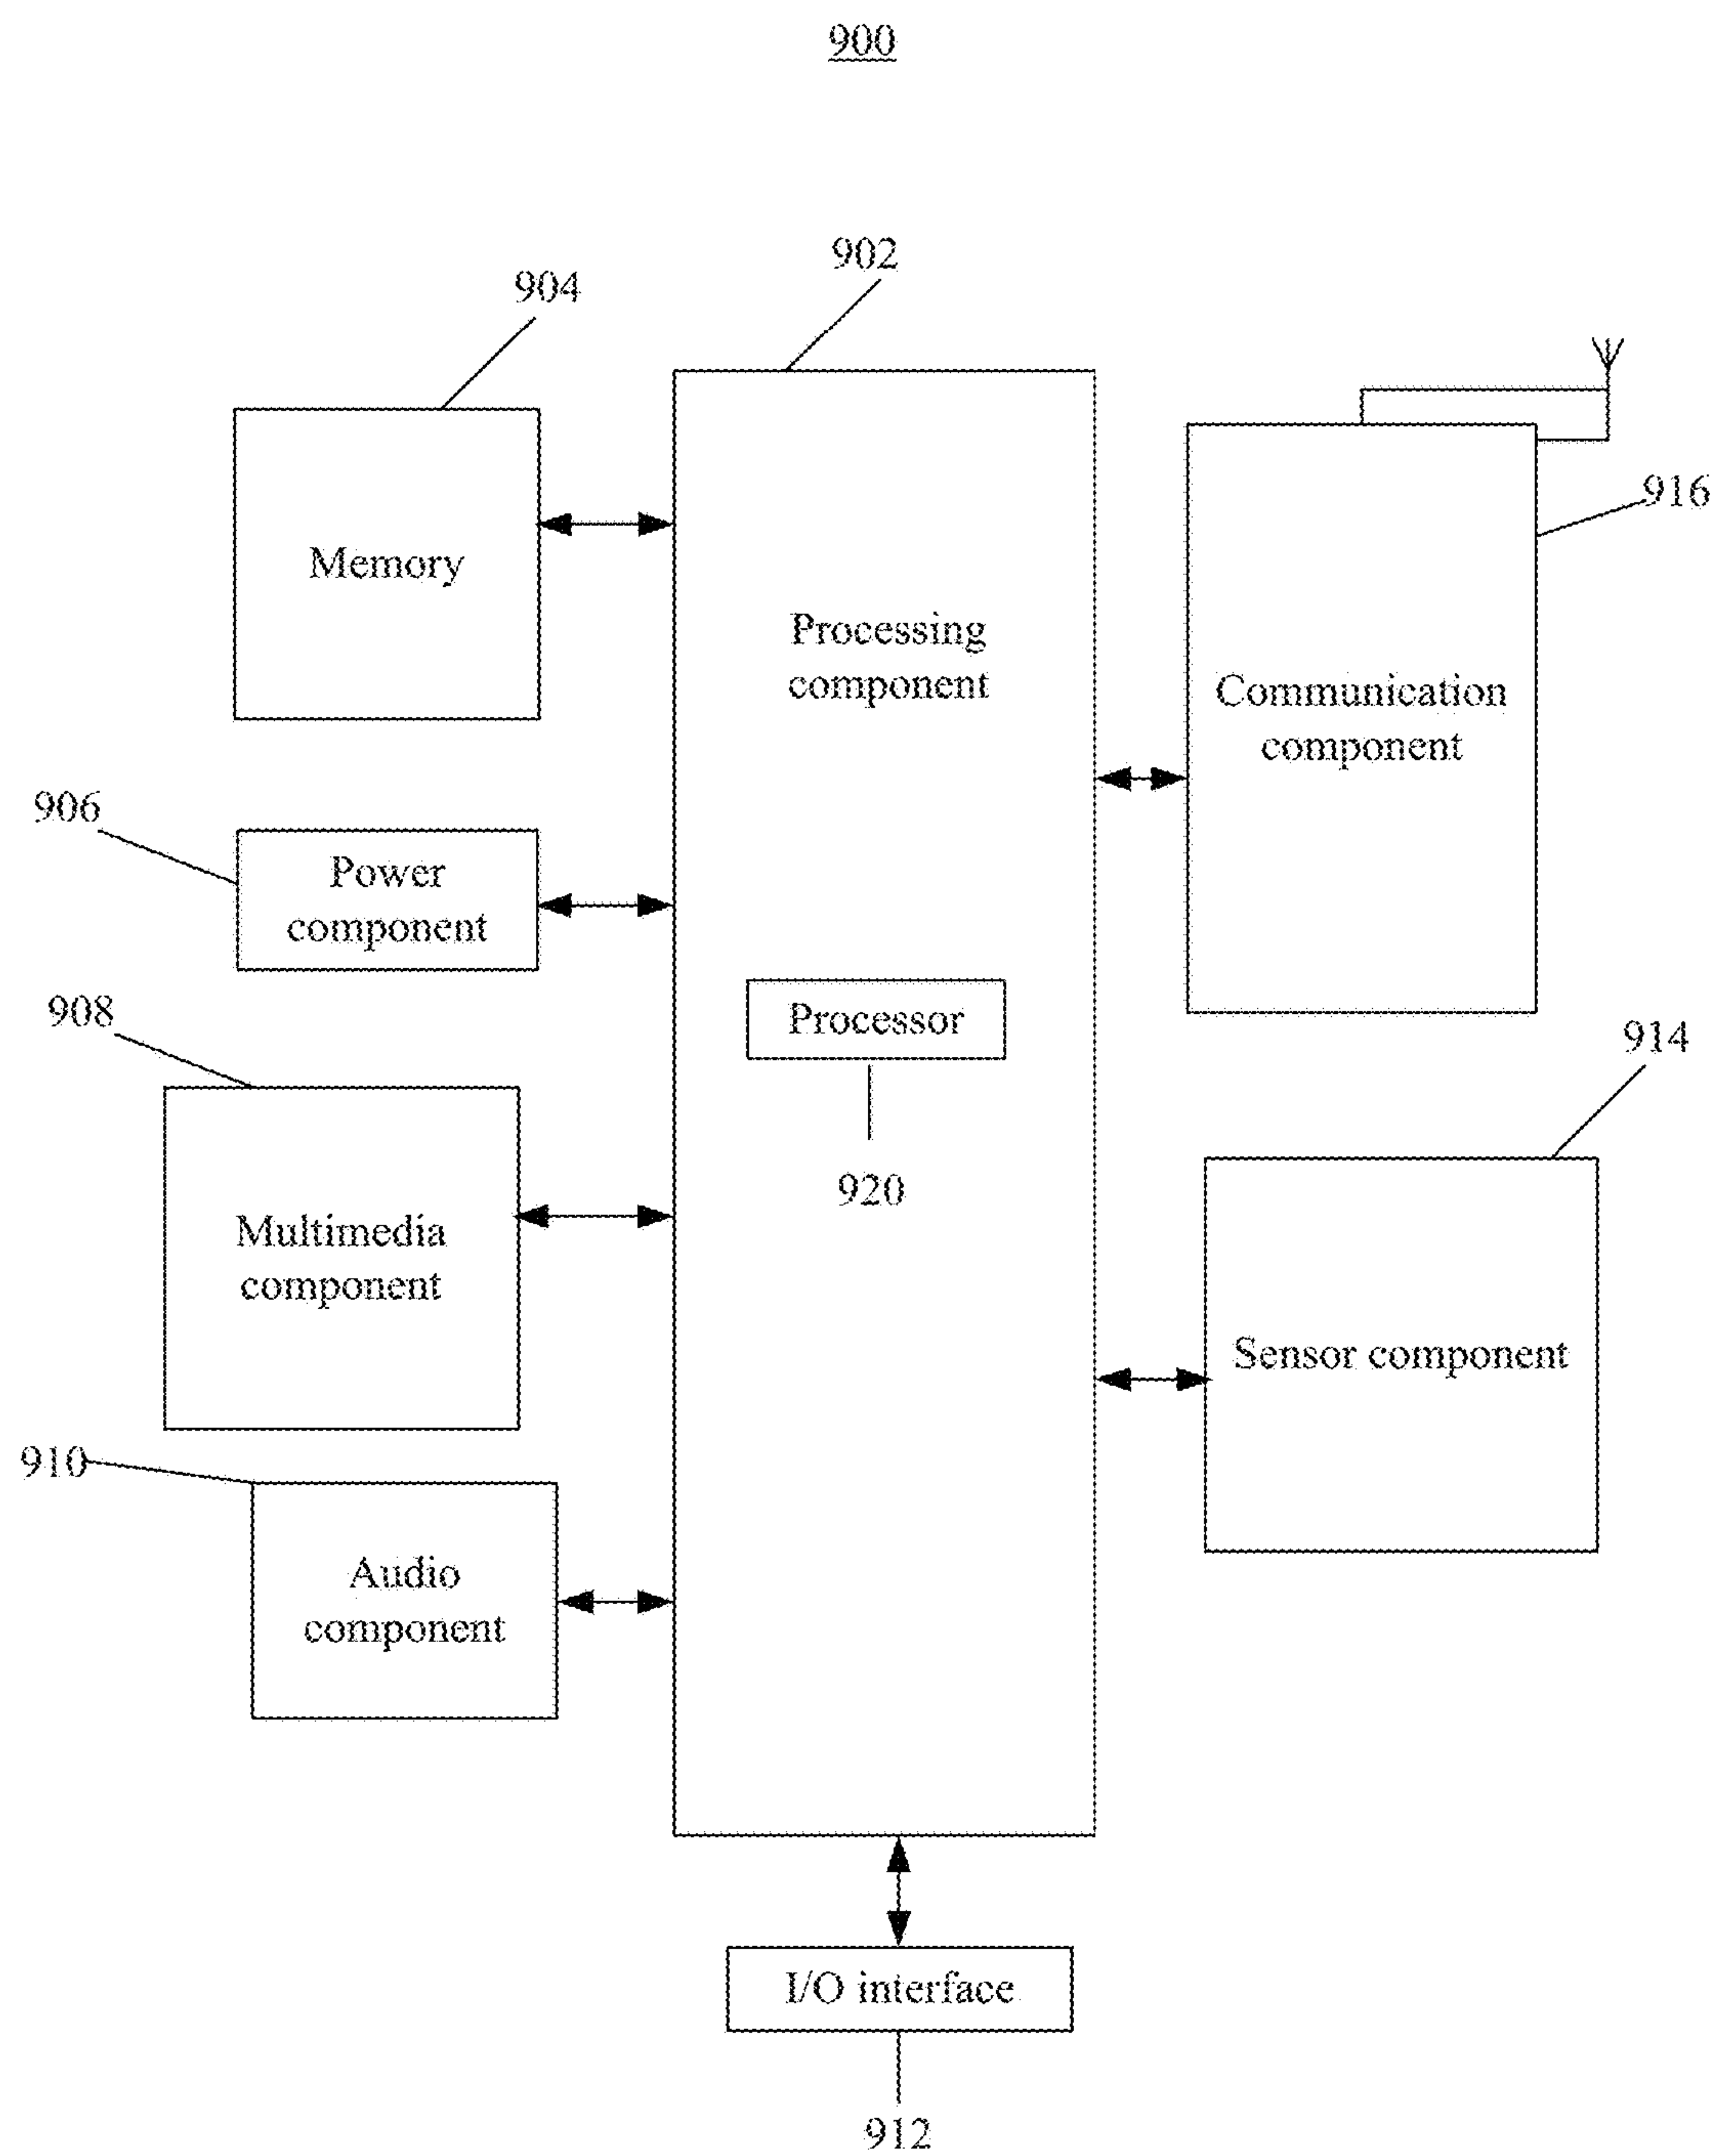 900
902
904
916
Memory
Processing
component
Communication
component
906
Power
component
908
Processor
914
920
Multimedia
component
Sensor component
910
Audio
component
I/O interface
912